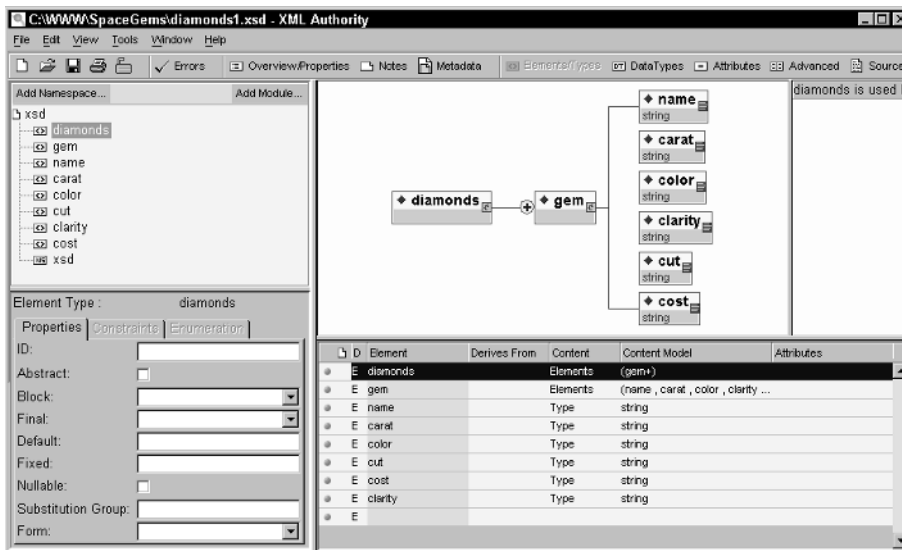 C:\WWW\SpaceGems\diamonds1.xsd - XML Authority
File Edit View Tools Window Help
Errors Overview/Properties Notes Metadata Elements/Types DataTypes Attributes Advanced Source
Add Namespace... Add Module...
xsd
diamonds
gem
name
carat
color
cut
clarity
cost
xsd
diamonds
gem
name
string
carat
string
color
string
clarity
string
cut
string
cost
string
diamonds is used
Element Type : diamonds
Properties Constraints Enumeration
ID:
Abstract:
Block:
Final:
Default:
Fixed:
Nullable:
Substitution Group:
Form:
D Element Derives From Content Content Model Attributes
E diamonds Elements (gem+)
E gem Elements (name , carat , color , clarity ...
E name Type string
E carat Type string
E color Type string
E cut Type string
E cost Type string
E clarity Type string
E